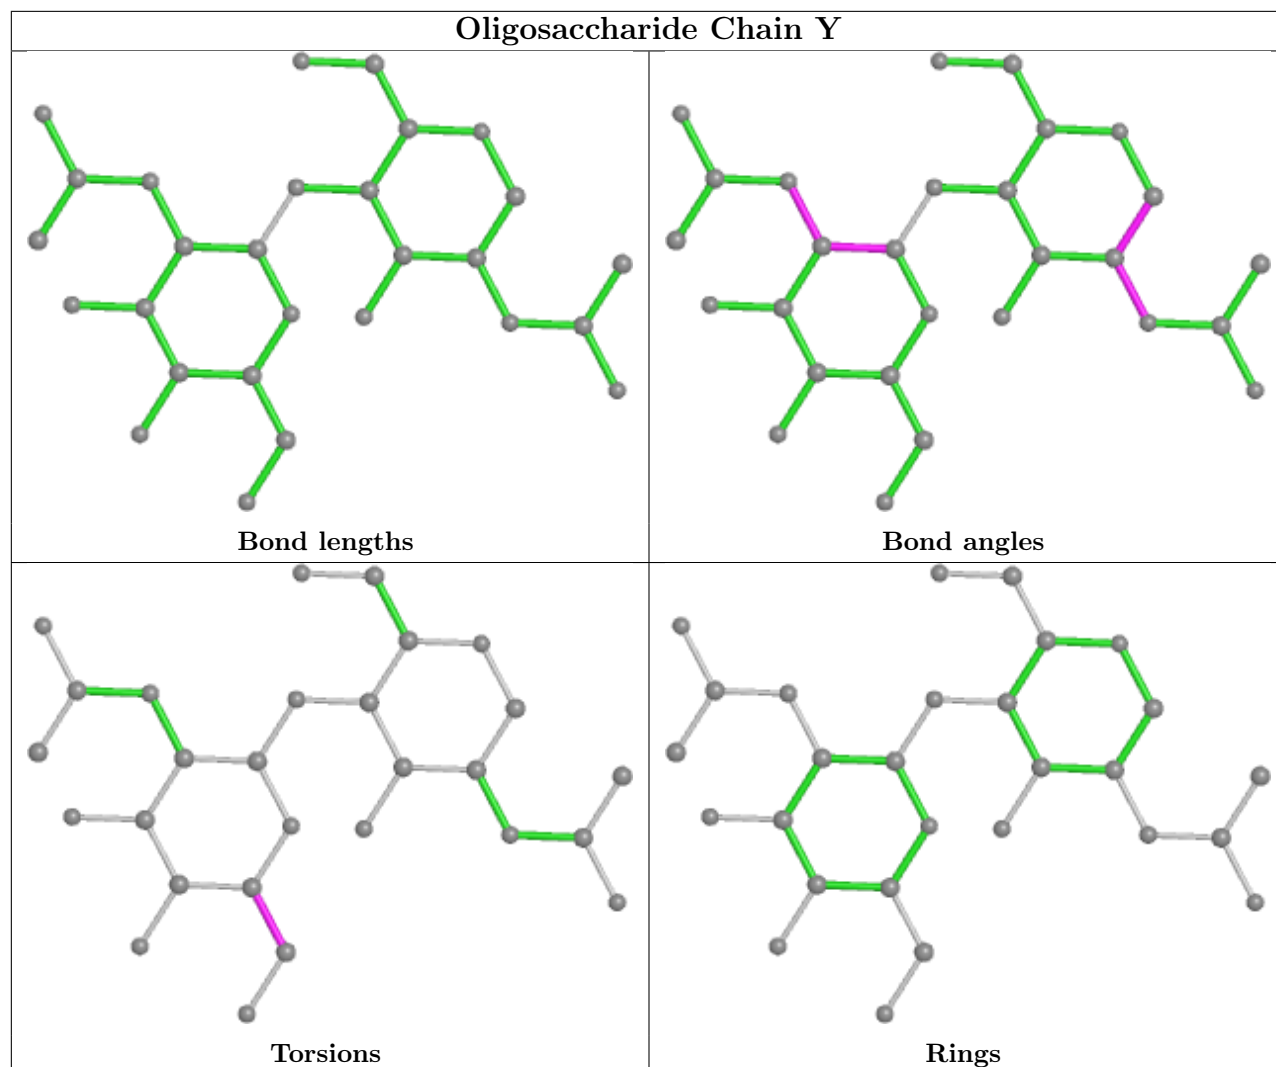 Oligosaccharide Chain Y
Bond lengths
Bond angles
Torsions
Rings